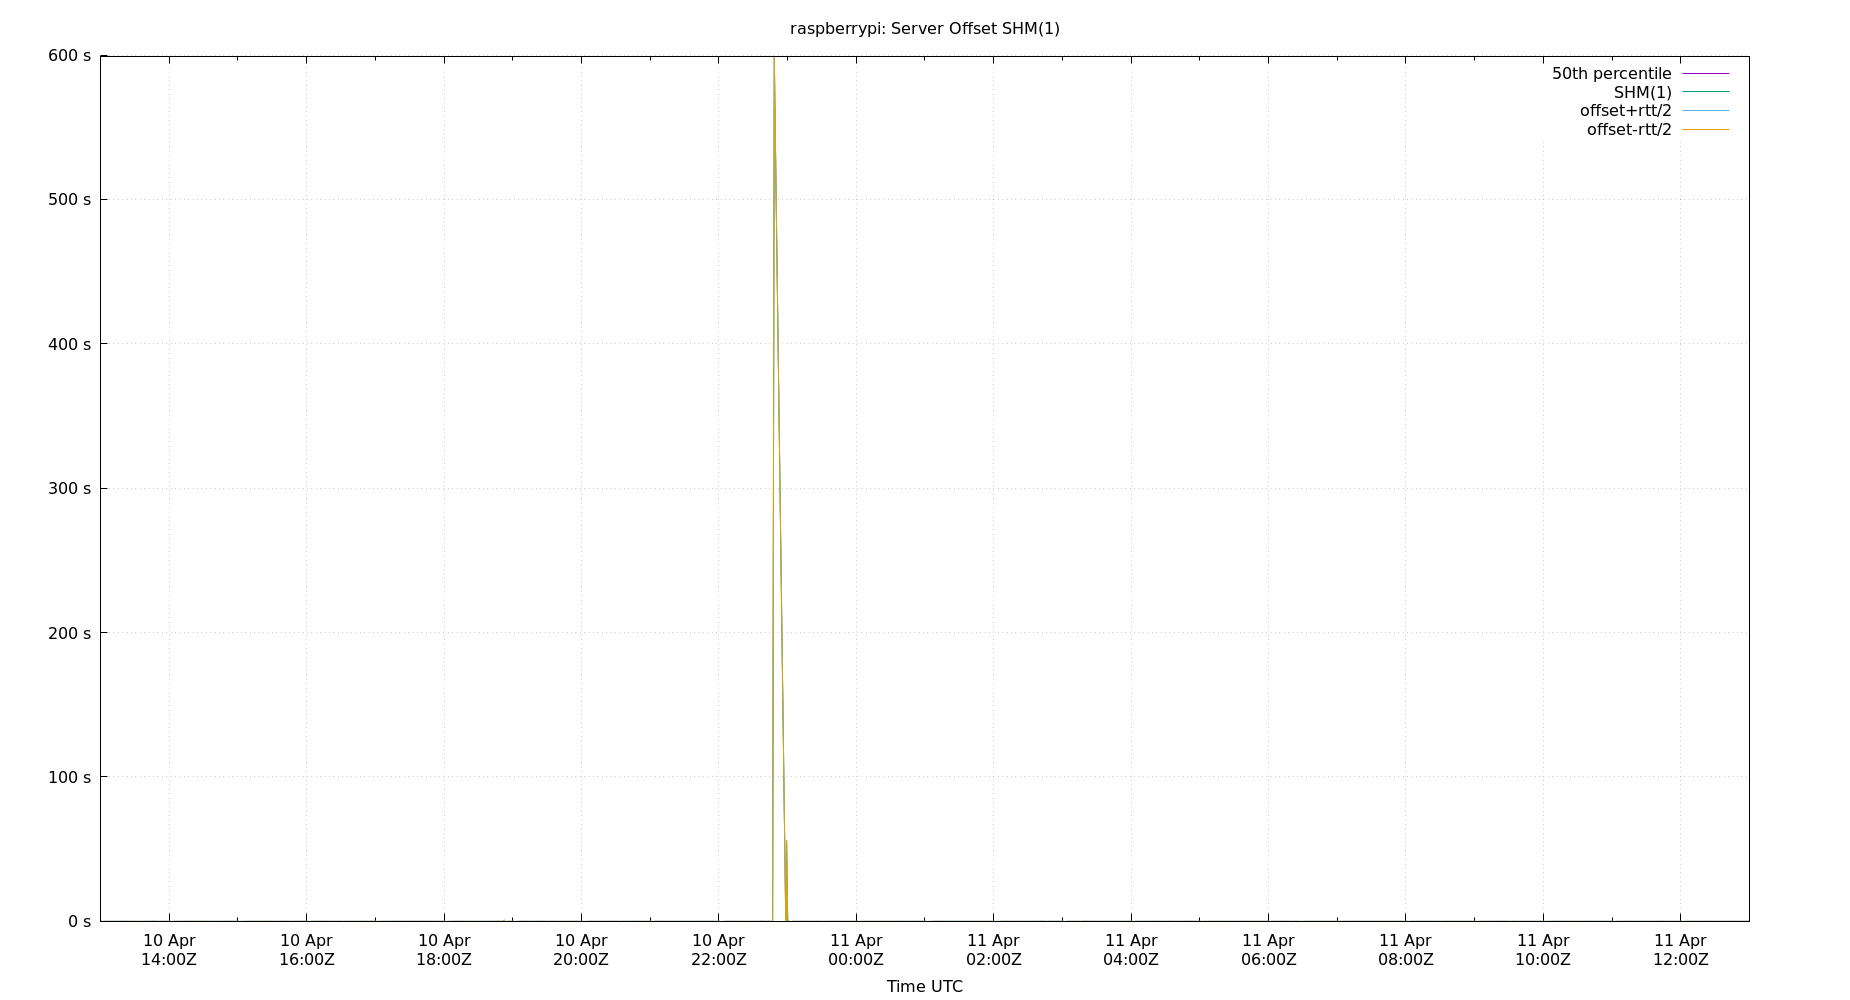 raspberrypi: Server Offset SHM(1)
600 s
500 s
400 s
300 s
200 s
100 s
0 s
50th percentile
SHM(1)
offset+rtt/2
offset-rtt/2
10 Apr 10 Apr 10 Apr 10 Apr 10 Apr 11 Apr 11 Apr 11 Apr 11 Apr 11 Apr 11 Apr 11 Apr
14:00Z 16:00Z 18:00Z 20:00Z 22:00Z 00:00Z 02:00Z 04:00Z 06:00Z 08:00Z 10:00Z 12:00Z
Time UTC